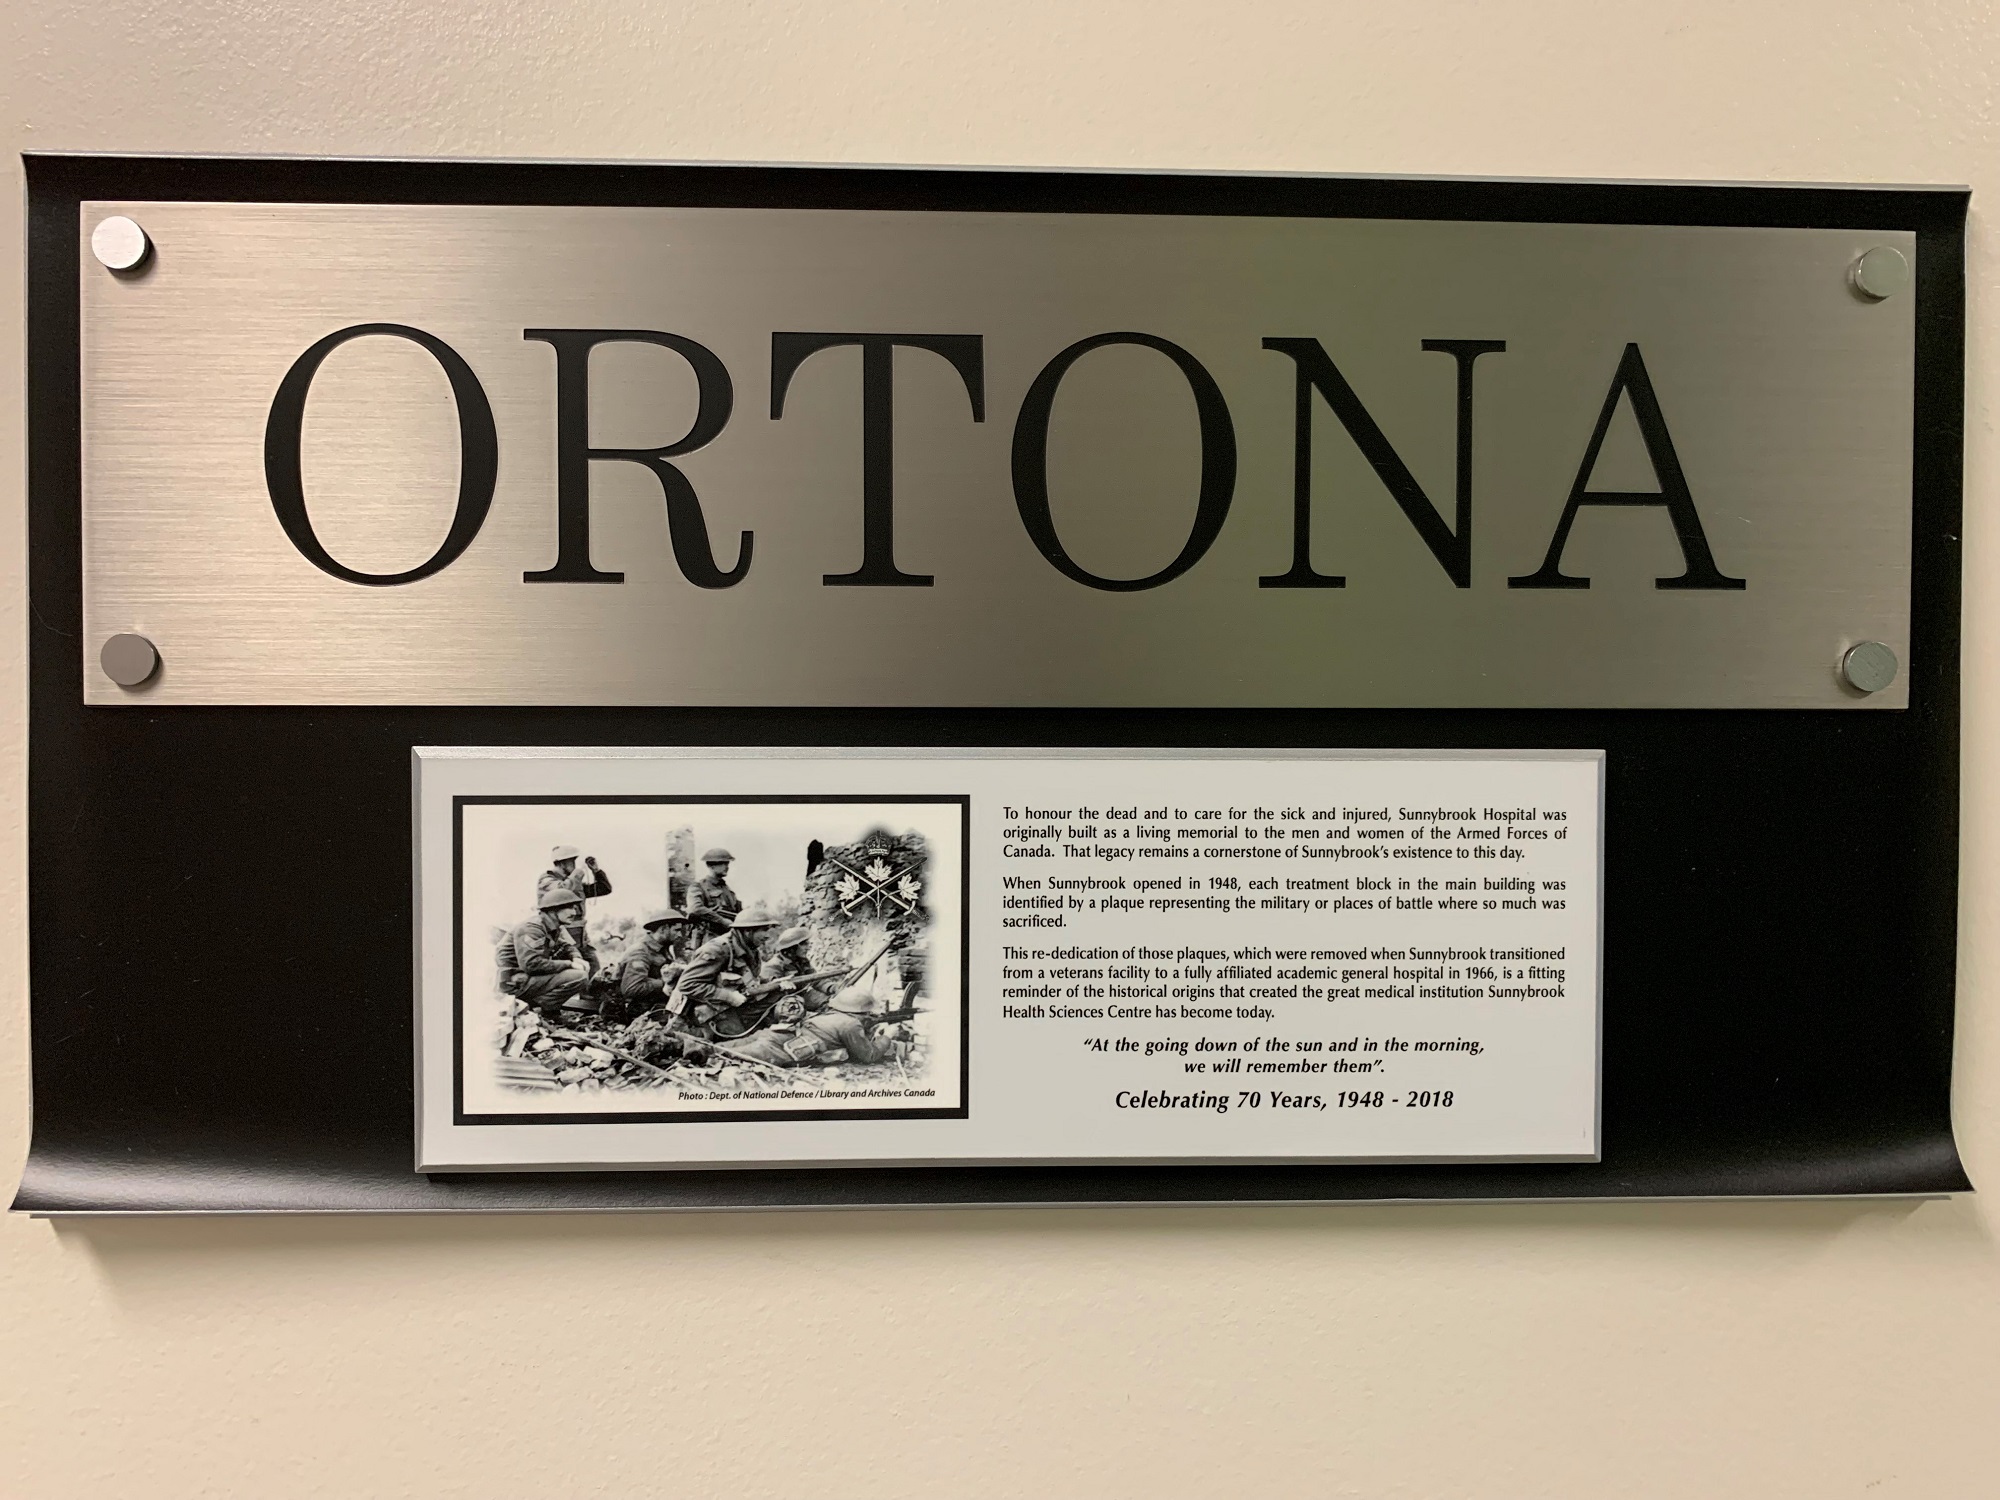 ORTONA
To honour the dead and to care for the sick and injured, Sunnybrook Hospital was
originally built as a living memorial to the men and women of the Armed Forces of
Canada. That legacy remains a cornerstone of Sunnybrook's existence to this day.
When Sunnybrook opened in 1948, each treatment block in the main building was
identified by a plaque representing the military or places of battle where so much was
sacrificed.
This re-dedication of those plaques, which were removed when Sunnybrook transitioned
from a veterans facility to a fully affiliated academic general hospital in 1966, is a fitting
reminder of the historical origins that created the great medical institution Sunnybrook
Health Sciences Centre has become today.
"At the going down of the sun and in the morning,
we will remember them".
Celebrating 70 Years, 1948 - 2018
Photo : Dept. of National Defence / Library and Archives Canada